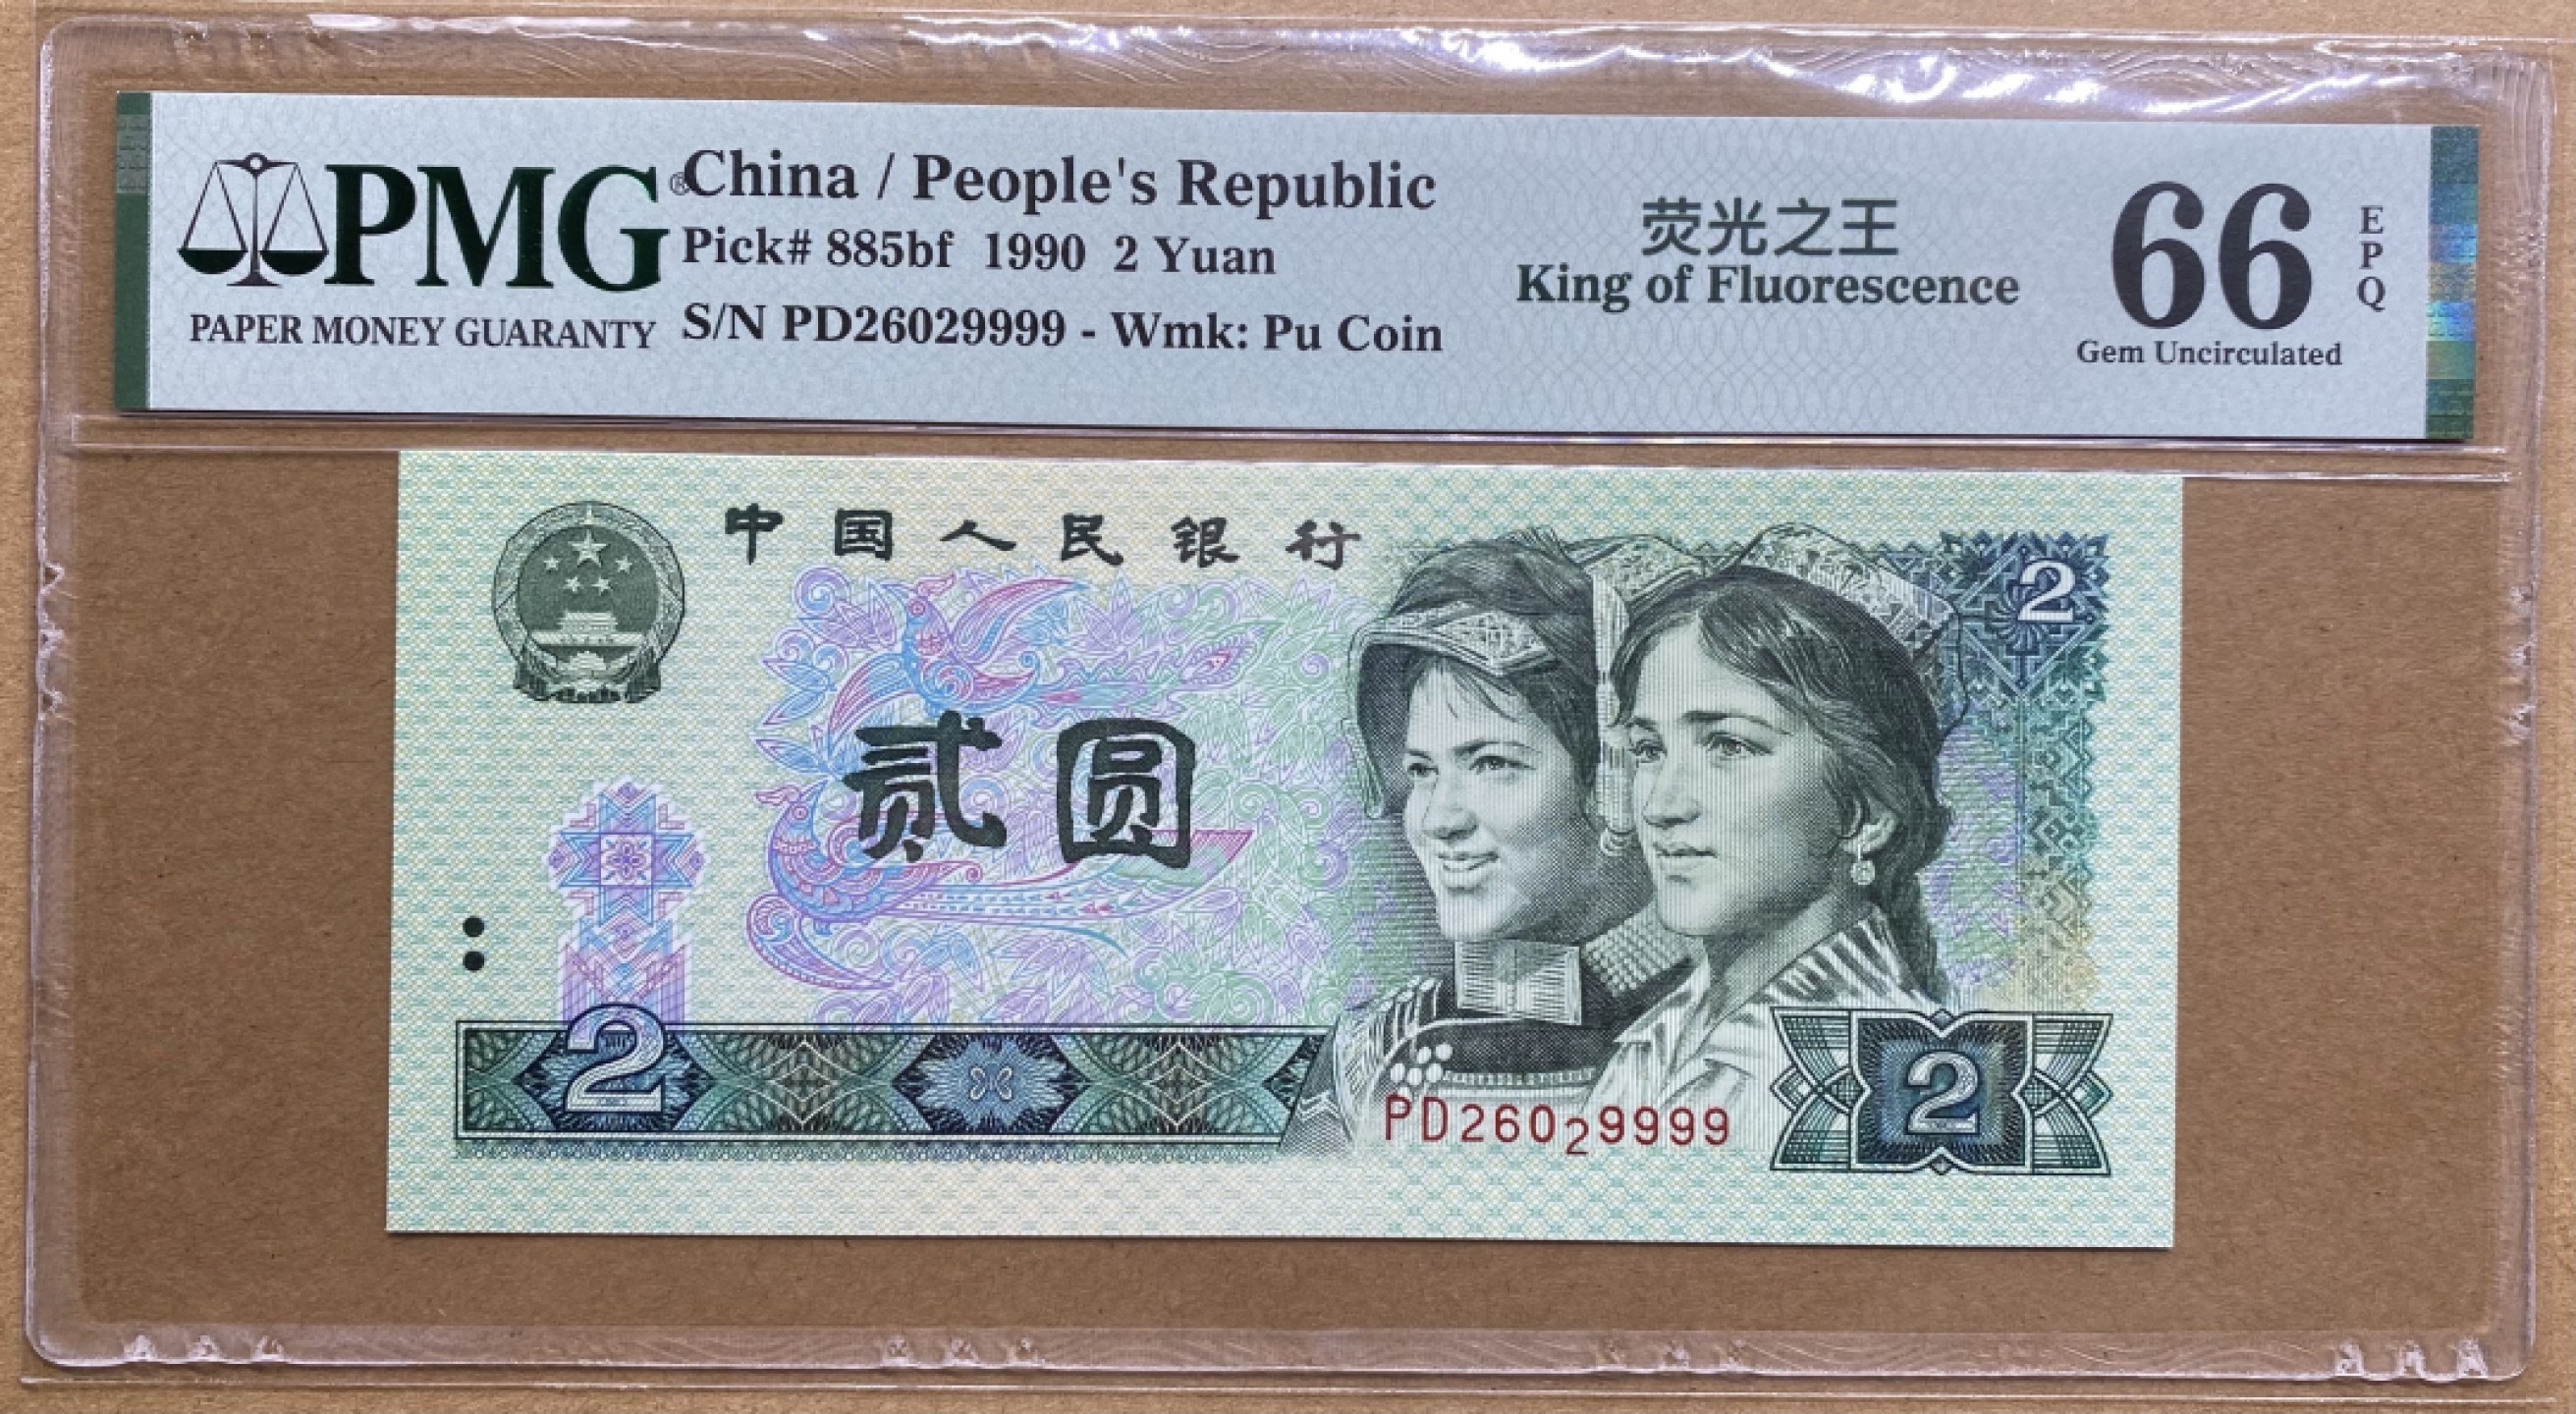 PMG®
PAPER MONEY GUARANTY
China / People's Republic
Pick# 885bf 1990 2 Yuan
S/N PD26029999 - Wmk: Pu Coin
荧光之王
King of Fluorescence
66
EPQ
Gem Uncirculated
中国人民银行
2
贰圆
2
PD26029999
2